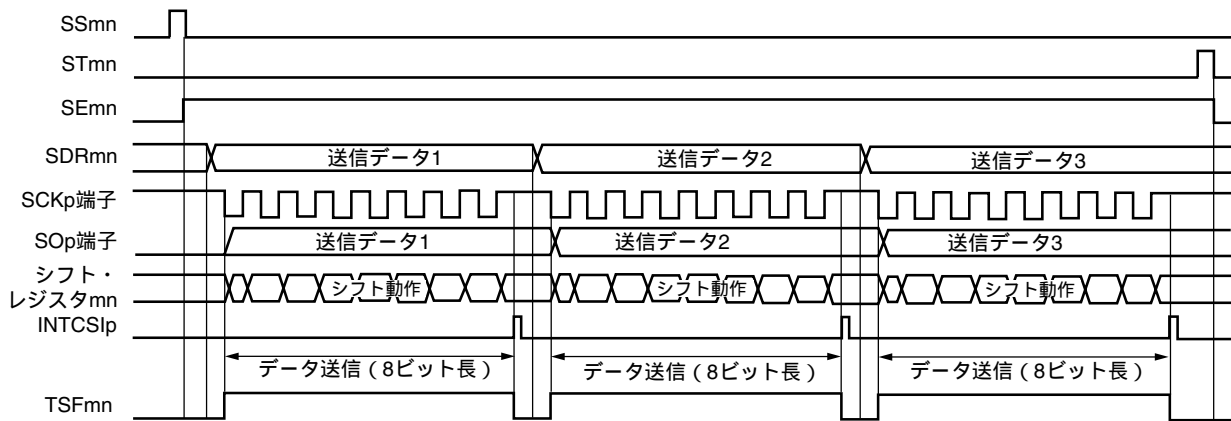 SSmn
STmn
SEmn
SDRmn 送信データ1 送信データ2 送信データ3
SCKp端子
SOp端子 送信データ1 送信データ2 送信データ3
シフト・
レジスタmn シフト動作 シフト動作 シフト動作
INTCSIp
データ送信(8ビット長) データ送信(8ビット長) データ送信(8ビット長)
TSFmn